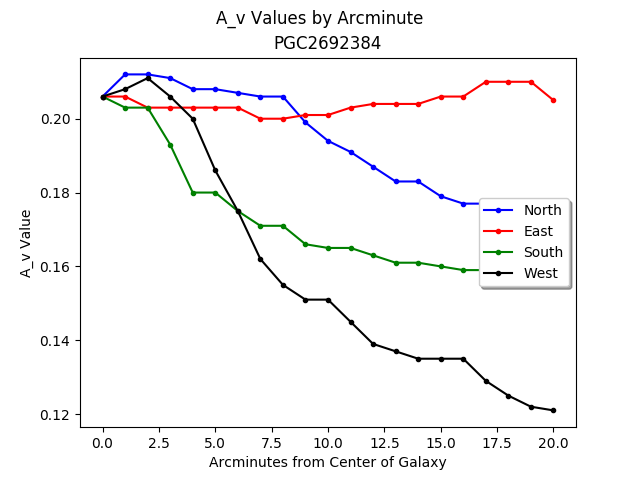 A_v Values by Arcminute
PGC2692384
A_v Value
0.20
0.18
0.16
0.14
0.12
North
East
South
West
0.0 2.5 5.0 7.5 10.0 12.5 15.0 17.5 20.0
Arcminutes from Center of Galaxy